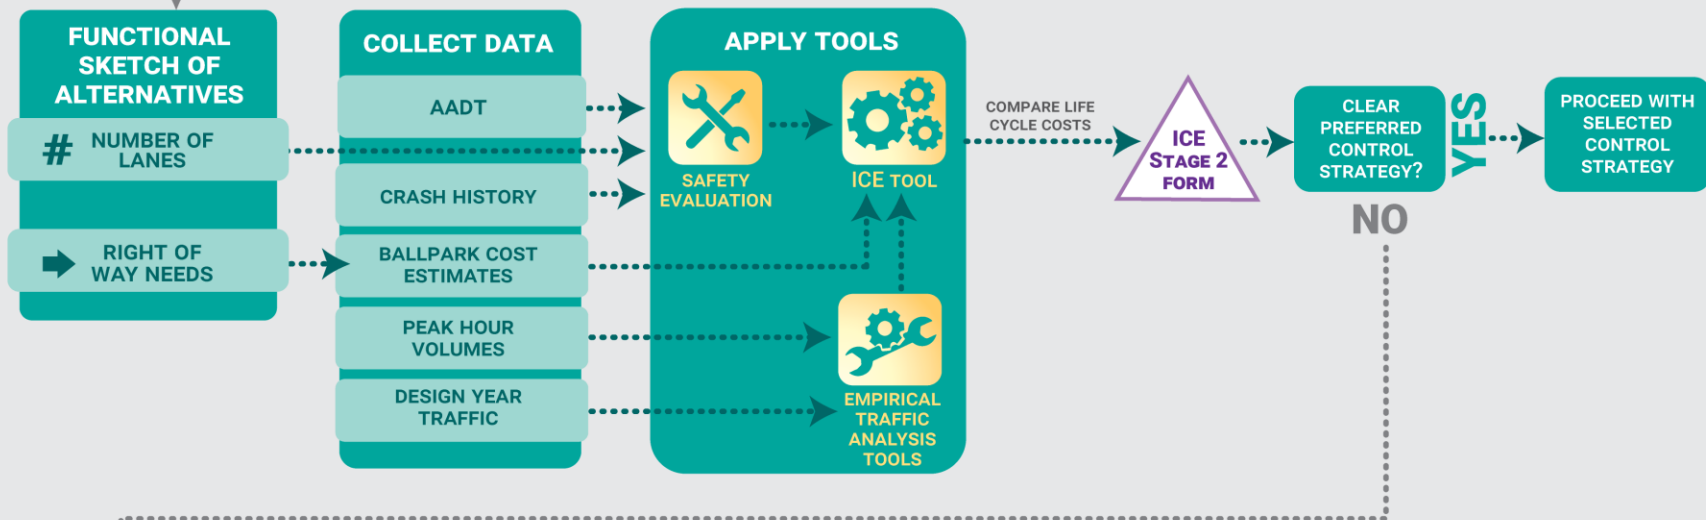 FUNCTIONAL
SKETCH OF
ALTERNATIVES
# NUMBER OF
LANES
RIGHT OF
WAY NEEDS
COLLECT DATA
AADT
CRASH HISTORY
BALLPARK COST
ESTIMATES
PEAK HOUR
VOLUMES
DESIGN YEAR
TRAFFIC
APPLY TOOLS
SAFETY
EVALUATION
ICE TOOL
EMPIRICAL
TRAFFIC
ANALYSIS
TOOLS
COMPARE LIFE
CYCLE COSTS
ICE
STAGE 2
FORM
CLEAR
PREFERRED
CONTROL
STRATEGY?
YES
NO
PROCEED WITH
SELECTED
CONTROL
STRATEGY